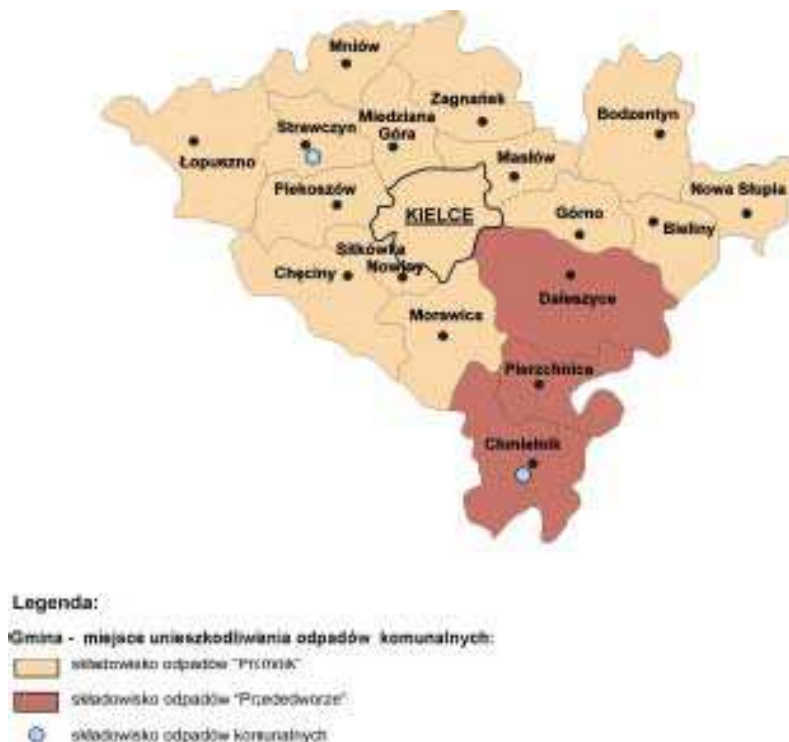 Mniów
Zagnańsk
Bodzentyn
Strawczyn
Miedziana
Góra
Łopuszno
Masłów
Nowa Słupia
Piekoszów
KIELCE
Górno
Bieliny
Sitkówka
Nowiny
Chęciny
Daleszyce
Morawica
Pierzchnica
Chmielnik
Legenda:
Gmina - miejsce unieszkodliwiania odpadów komunalnych:
składowisko odpadów "Promnik"
składowisko odpadów "Przededworze"
składowisko odpadów komunalnych